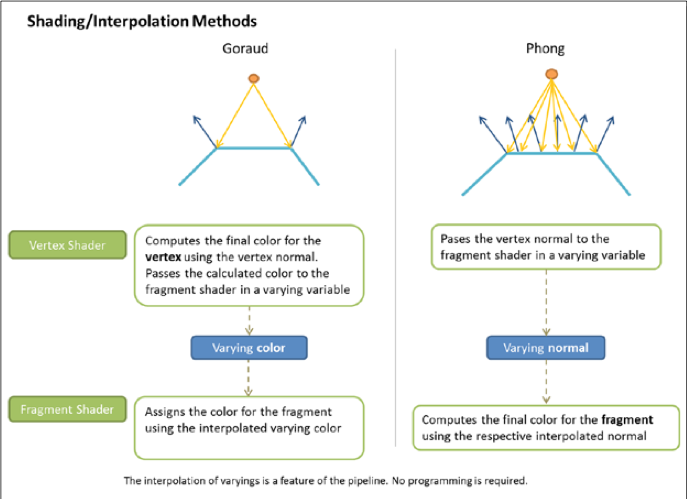 Shading/Interpolation Methods
Goraud
Phong
Vertex Shader
Computes the final color for the
vertex using the vertex normal.
Passes the calculated color to the
fragment shader in a varying variable
Pases the vertex normal to the
fragment shader in a varying variable
Varying color
Varying normal
Fragment Shader
Assigns the color for the fragment
using the interpolated varying color
Computes the final color for the fragment
using the respective interpolated normal
The interpolation of varyings is a feature of the pipeline. No programming is required.